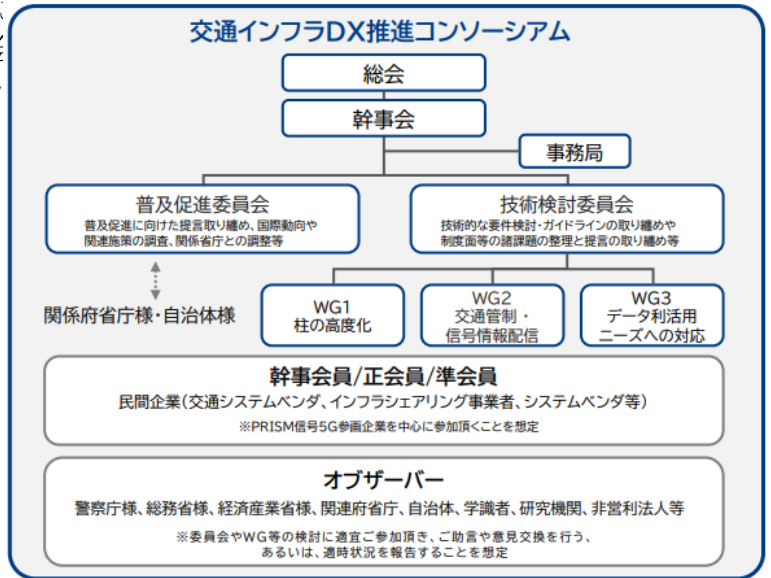 交通インフラDX推進コンソーシアム
総会
幹事会
事務局
普及促進委員会
普及促進に向けた提言取り纏め、国際動向や
関連施策の調査、関係省庁との調整等
技術検討委員会
技術的な要件検討・ガイドラインの取り纏めや
制度面等の諸課題の整理と提言の取り纏め等
関係府省庁様・自治体様
WG1
柱の高度化
WG2
交通管制・
信号情報配信
WG3
データ利活用
ニーズへの対応
幹事会員/正会員/準会員
民間企業(交通システムベンダ、インフラシェアリング事業者、システムベンダ等)
※PRISM信号5G参画企業を中心に参加頂くことを想定
オブザーバー
警察庁様、総務省様、経済産業省様、関連府省庁、自治体、学識者、研究機関、非営利法人等
※委員会やWG等の検討に適宜ご参加頂き、ご助言や意見交換を行う、
あるいは、適時状況を報告することを想定